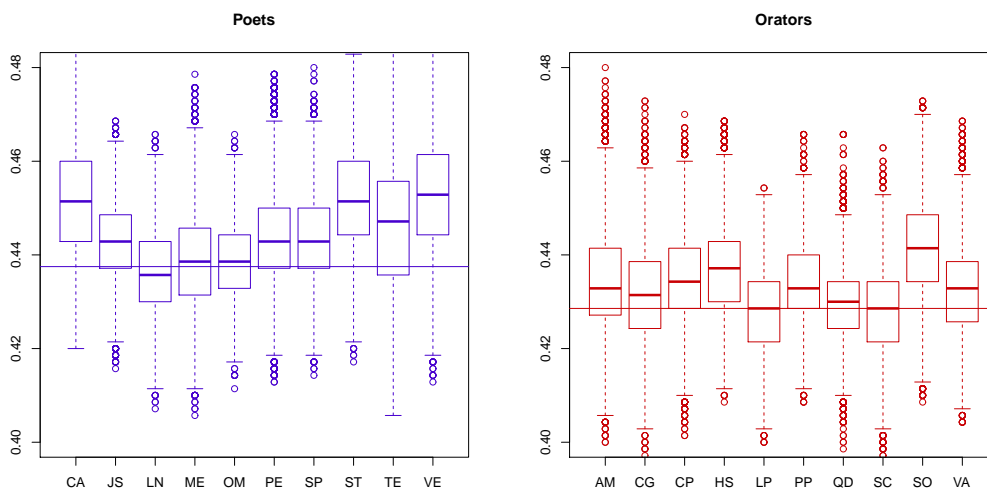 Poets
0.48
0.46
0.44
0.42
0.40
CA JS LN ME OM PE SP ST TE VE
Orators
0.48
0.46
0.44
0.42
0.40
AM CG CP HS LP PP QD SC SO VA